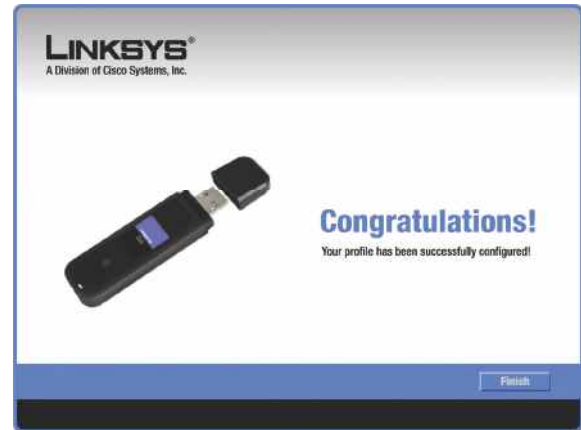 LINKSYS®
A Division of Cisco Systems, Inc.
Congratulations!
Your profile has been successfully configured!
Finish